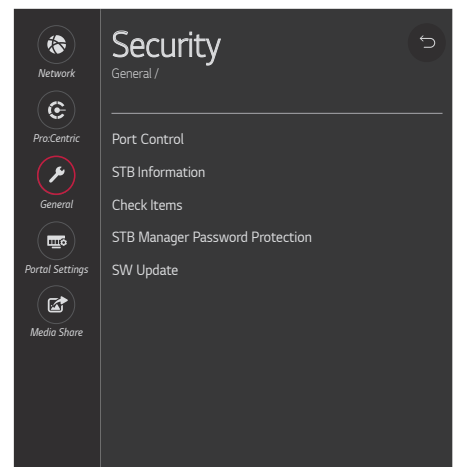 Network
Pro:Centric
General
Portal Settings
Media Share
Security
General /
Port Control
STB Information
Check Items
STB Manager Password Protection
SW Update